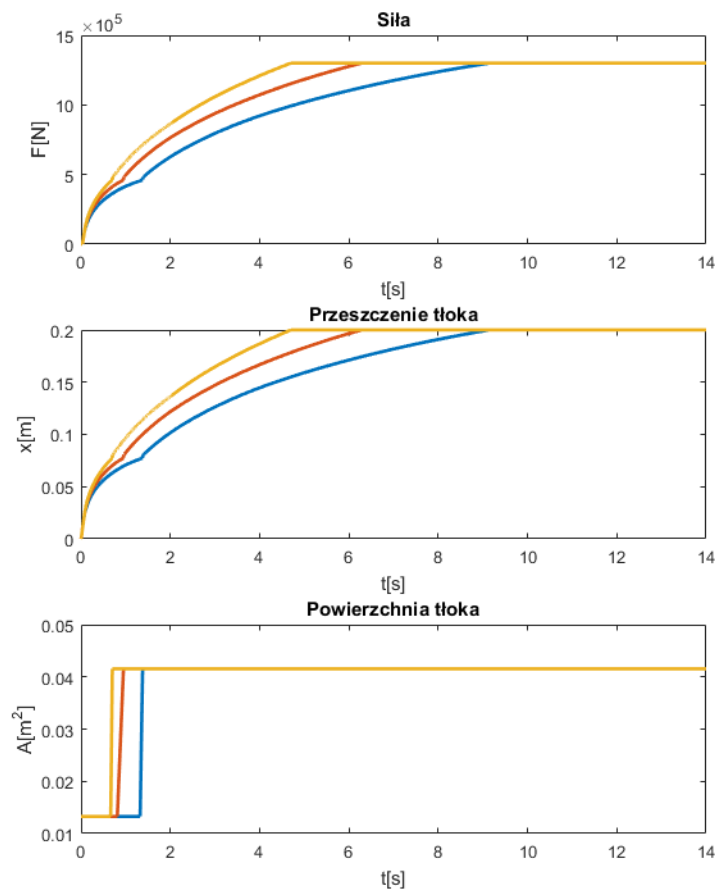 Siła
×10⁵
15
10
5
0
F[N]
0 2 4 6 8 10 12 14
t[s]
Przeszczenie tłoka
0.2
0.15
0.1
0.05
0
x[m]
0 2 4 6 8 10 12 14
t[s]
Powierzchnia tłoka
0.05
0.04
0.03
0.02
0.01
A[m²]
0 2 4 6 8 10 12 14
t[s]